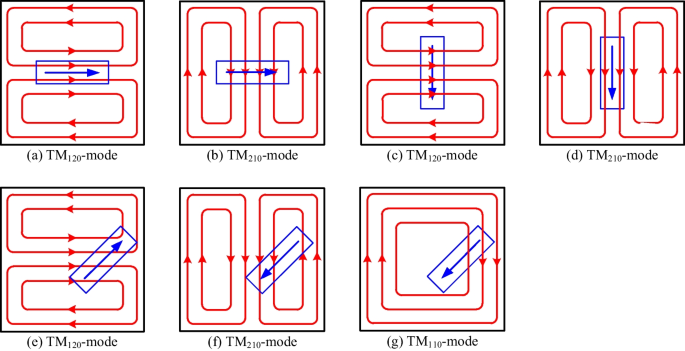 (a) TM₁₂₀-mode
(b) TM₂₁₀-mode
(c) TM₁₂₀-mode
(d) TM₂₁₀-mode
(e) TM₁₂₀-mode
(f) TM₂₁₀-mode
(g) TM₁₁₀-mode